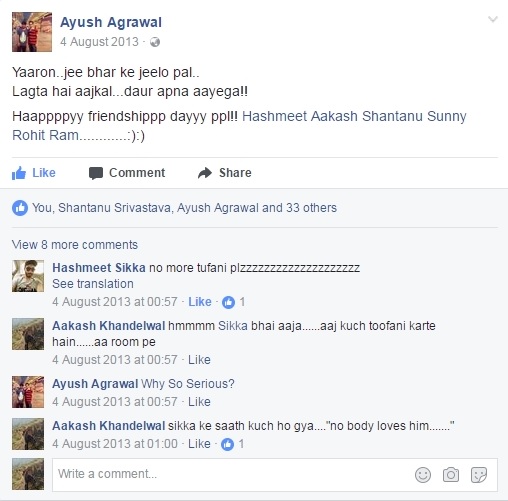 Ayush Agrawal
4 August 2013 ·
Yaaron..jee bhar ke jeelo pal..
Lagta hai aajkal...daur apna aayega!!
Haappppyy friendshippp dayyy ppl!! Hashmeet Aakash Shantanu Sunny
Rohit Ram............:):)
Like Comment Share
You, Shantanu Srivastava, Ayush Agrawal and 33 others
View 8 more comments
Hashmeet Sikka no more tufani plzzzzzzzzzzzzzzzzzzzz
See translation
4 August 2013 at 00:57 · Like · 1
Aakash Khandelwal hmmmm Sikka bhai aaja......aaj kuch toofani karte
hain......aa room pe
4 August 2013 at 00:57 · Like
Ayush Agrawal Why So Serious?
4 August 2013 at 00:57 · Like
Aakash Khandelwal sikka ke saath kuch ho gya...."no body loves him......."
4 August 2013 at 01:00 · Like · 1
Write a comment...